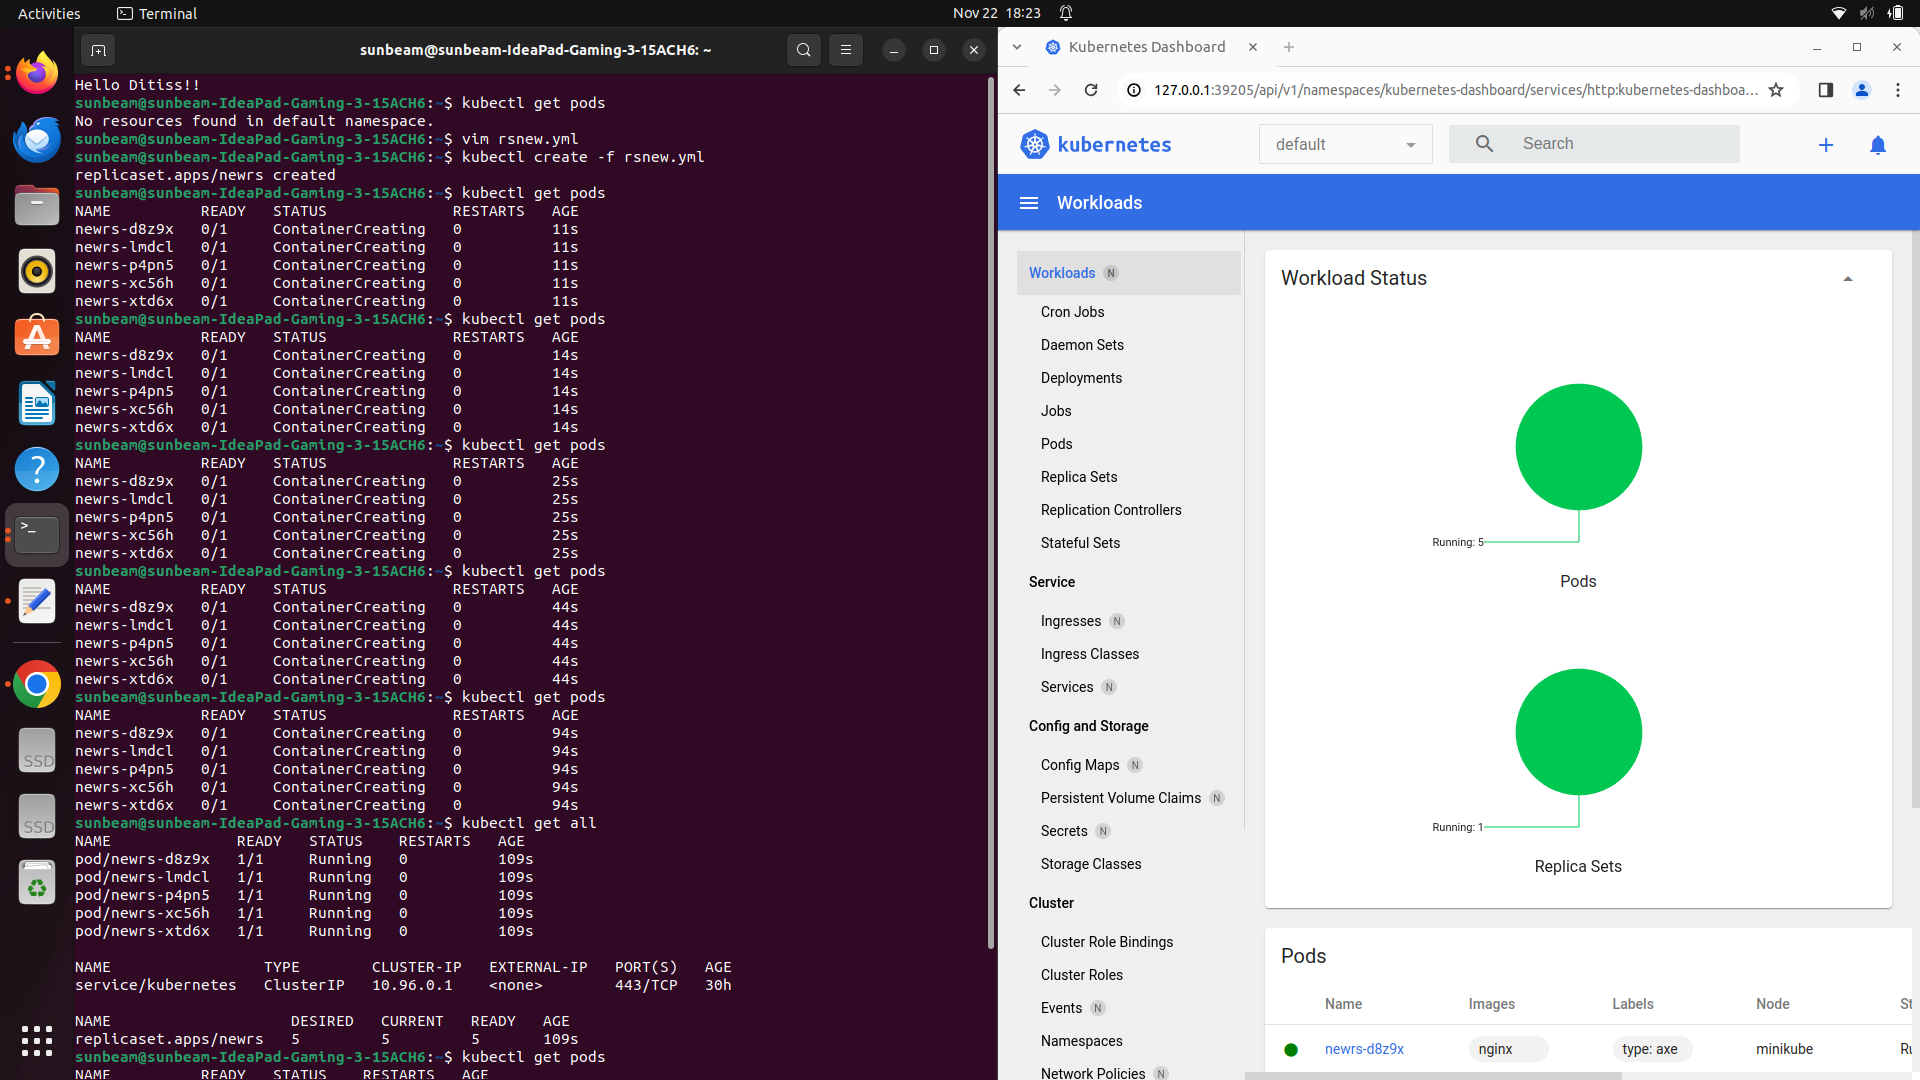 Activities
Terminal
Nov 22 18:23
sunbeam@sunbeam-IdeaPad-Gaming-3-15ACH6: ~
Hello Ditiss!!
sunbeam@sunbeam-IdeaPad-Gaming-3-15ACH6:~$ kubectl get pods
No resources found in default namespace.
sunbeam@sunbeam-IdeaPad-Gaming-3-15ACH6:~$ vim rsnew.yml
sunbeam@sunbeam-IdeaPad-Gaming-3-15ACH6:~$ kubectl create -f rsnew.yml
replicaset.apps/newrs created
sunbeam@sunbeam-IdeaPad-Gaming-3-15ACH6:~$ kubectl get pods
NAME READY STATUS RESTARTS AGE
newrs-d8z9x 0/1 ContainerCreating 0 11s
newrs-lmdcl 0/1 ContainerCreating 0 11s
newrs-p4pn5 0/1 ContainerCreating 0 11s
newrs-xc56h 0/1 ContainerCreating 0 11s
newrs-xtd6x 0/1 ContainerCreating 0 11s
sunbeam@sunbeam-IdeaPad-Gaming-3-15ACH6:~$ kubectl get pods
NAME READY STATUS RESTARTS AGE
newrs-d8z9x 0/1 ContainerCreating 0 14s
newrs-lmdcl 0/1 ContainerCreating 0 14s
newrs-p4pn5 0/1 ContainerCreating 0 14s
newrs-xc56h 0/1 ContainerCreating 0 14s
newrs-xtd6x 0/1 ContainerCreating 0 14s
sunbeam@sunbeam-IdeaPad-Gaming-3-15ACH6:~$ kubectl get pods
NAME READY STATUS RESTARTS AGE
newrs-d8z9x 0/1 ContainerCreating 0 25s
newrs-lmdcl 0/1 ContainerCreating 0 25s
newrs-p4pn5 0/1 ContainerCreating 0 25s
newrs-xc56h 0/1 ContainerCreating 0 25s
newrs-xtd6x 0/1 ContainerCreating 0 25s
sunbeam@sunbeam-IdeaPad-Gaming-3-15ACH6:~$ kubectl get pods
NAME READY STATUS RESTARTS AGE
newrs-d8z9x 0/1 ContainerCreating 0 44s
newrs-lmdcl 0/1 ContainerCreating 0 44s
newrs-p4pn5 0/1 ContainerCreating 0 44s
newrs-xc56h 0/1 ContainerCreating 0 44s
newrs-xtd6x 0/1 ContainerCreating 0 44s
sunbeam@sunbeam-IdeaPad-Gaming-3-15ACH6:~$ kubectl get pods
NAME READY STATUS RESTARTS AGE
newrs-d8z9x 0/1 ContainerCreating 0 94s
newrs-lmdcl 0/1 ContainerCreating 0 94s
newrs-p4pn5 0/1 ContainerCreating 0 94s
newrs-xc56h 0/1 ContainerCreating 0 94s
newrs-xtd6x 0/1 ContainerCreating 0 94s
sunbeam@sunbeam-IdeaPad-Gaming-3-15ACH6:~$ kubectl get all
NAME READY STATUS RESTARTS AGE
pod/newrs-d8z9x 1/1 Running 0 109s
pod/newrs-lmdcl 1/1 Running 0 109s
pod/newrs-p4pn5 1/1 Running 0 109s
pod/newrs-xc56h 1/1 Running 0 109s
pod/newrs-xtd6x 1/1 Running 0 109s
NAME TYPE CLUSTER-IP EXTERNAL-IP PORT(S) AGE
service/kubernetes ClusterIP 10.96.0.1 <none> 443/TCP 30h
NAME DESIRED CURRENT READY AGE
replicaset.apps/newrs 5 5 5 109s
sunbeam@sunbeam-IdeaPad-Gaming-3-15ACH6:~$ kubectl get pods
NAME READY STATUS RESTARTS AGE
SSD
SSD
Kubernetes Dashboard
127.0.0.1:39205/api/v1/namespaces/kubernetes-dashboard/services/http:kubernetes-dashboa...
kubernetes
default
Search
Workloads
Workloads N
Cron Jobs
Daemon Sets
Deployments
Jobs
Pods
Replica Sets
Replication Controllers
Stateful Sets
Service
Ingresses N
Ingress Classes
Services N
Config and Storage
Config Maps N
Persistent Volume Claims N
Secrets N
Storage Classes
Cluster
Cluster Role Bindings
Cluster Roles
Events N
Namespaces
Network Policies N
Workload Status
Running: 5
Pods
Running: 1
Replica Sets
Pods
Name Images Labels Node St
newrs-d8z9x nginx type: axe minikube Ru